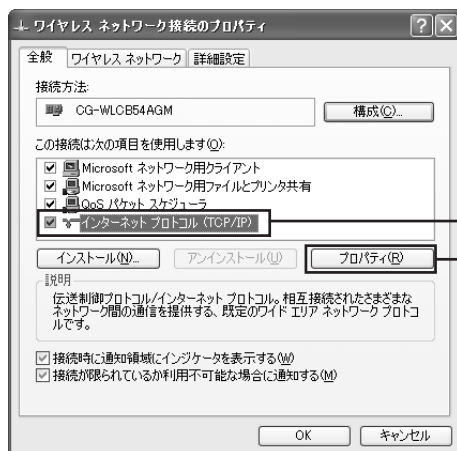 ワイヤレス ネットワーク接続のプロパティ
全般 ワイヤレス ネットワーク 詳細設定
接続方法:
CG-WLCB54AGM 構成(C)...
この接続は次の項目を使用します(O):
Microsoft ネットワーク用クライアント
Microsoft ネットワーク用ファイルとプリンタ共有
QoS パケット スケジューラ
インターネット プロトコル (TCP/IP)
インストール(N)... アンインストール(U) プロパティ(R)
説明
伝送制御プロトコル/インターネット プロトコル。相互接続されたさまざまな
ネットワーク間の通信を提供する、既定のワイド エリア ネットワーク プロトコ
ルです。
接続時に通知領域にインジケータを表示する(W)
接続が限られているか利用不可能な場合に通知する(M)
OK キャンセル